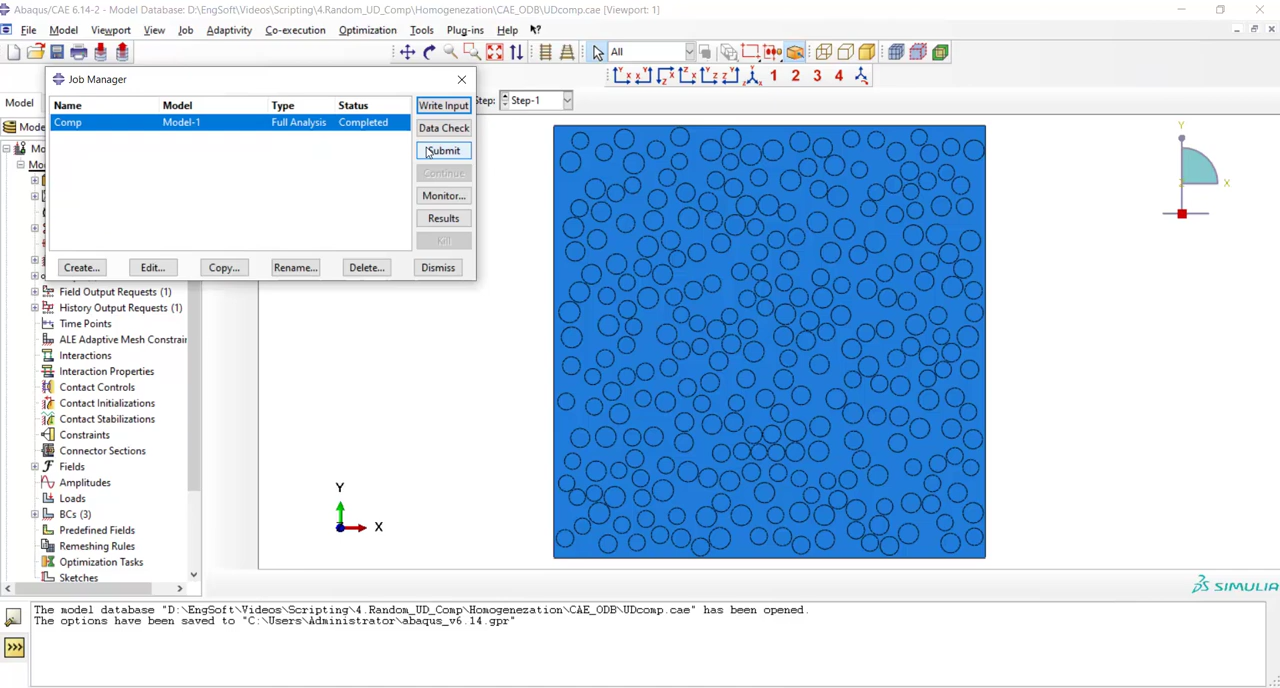 Abaqus/CAE 6.14-2 - Model Database: D:\EngSoft\Videos\Scripting\4.Random_UD_Comp\Homogenezation\CAE_ODB\UDcomp.cae [Viewport: 1]
File Model Viewport View Job Adaptivity Co-execution Optimization Tools Plug-ins Help
All
1 2 3 4
Job Manager
Model
Step: Step-1
Name Model Type Status
Comp Model-1 Full Analysis Completed
Write Input
Data Check
Submit
Continue
Monitor...
Results
Kill
Create... Edit... Copy... Rename... Delete... Dismiss
Field Output Requests (1)
History Output Requests (1)
Time Points
ALE Adaptive Mesh Constrain
Interactions
Interaction Properties
Contact Controls
Contact Initializations
Contact Stabilizations
Constraints
Connector Sections
Fields
Amplitudes
Loads
BCs (3)
Predefined Fields
Remeshing Rules
Optimization Tasks
Sketches
Y
X
Z
Y
X
SIMULIA
The model database "D:\EngSoft\Videos\Scripting\4.Random_UD_Comp\Homogenezation\CAE_ODB\UDcomp.cae" has been opened.
The options have been saved to "C:\Users\Administrator\abaqus_v6.14.gpr"
>>>